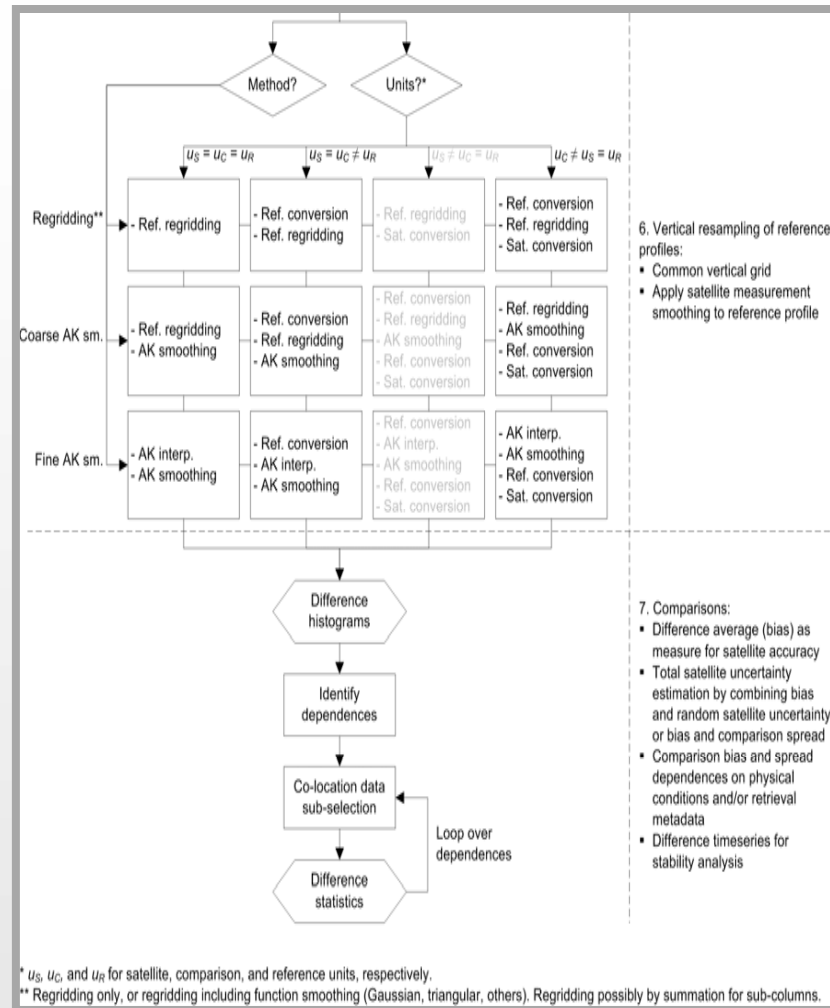 Method?
Units?*
uS = uC = uR
uS = uC ≠ uR
uS ≠ uC = uR
uC ≠ uS = uR
Regridding**
- Ref. regridding
- Ref. conversion
- Ref. regridding
- Ref. regridding
- Sat. conversion
- Ref. conversion
- Ref. regridding
- Sat. conversion
Coarse AK sm.
- Ref. regridding
- AK smoothing
- Ref. conversion
- Ref. regridding
- AK smoothing
- Ref. conversion
- Ref. regridding
- AK smoothing
- Ref. conversion
- Sat. conversion
- Ref. regridding
- AK smoothing
- Ref. conversion
- Sat. conversion
Fine AK sm.
- AK interp.
- AK smoothing
- Ref. conversion
- AK interp.
- AK smoothing
- Ref. conversion
- AK interp.
- AK smoothing
- Ref. conversion
- Sat. conversion
- AK interp.
- AK smoothing
- Ref. conversion
- Sat. conversion
6. Vertical resampling of reference
profiles:
▪ Common vertical grid
▪ Apply satellite measurement
smoothing to reference profile
Difference
histograms
Identify
dependences
Co-location data
sub-selection
Loop over
dependences
Difference
statistics
7. Comparisons:
▪ Difference average (bias) as
measure for satellite accuracy
▪ Total satellite uncertainty
estimation by combining bias
and random satellite uncertainty
or bias and comparison spread
▪ Comparison bias and spread
dependences on physical
conditions and/or retrieval
metadata
▪ Difference timeseries for
stability analysis
* uS, uC, and uR for satellite, comparison, and reference units, respectively.
** Regridding only, or regridding including function smoothing (Gaussian, triangular, others). Regridding possibly by summation for sub-columns.